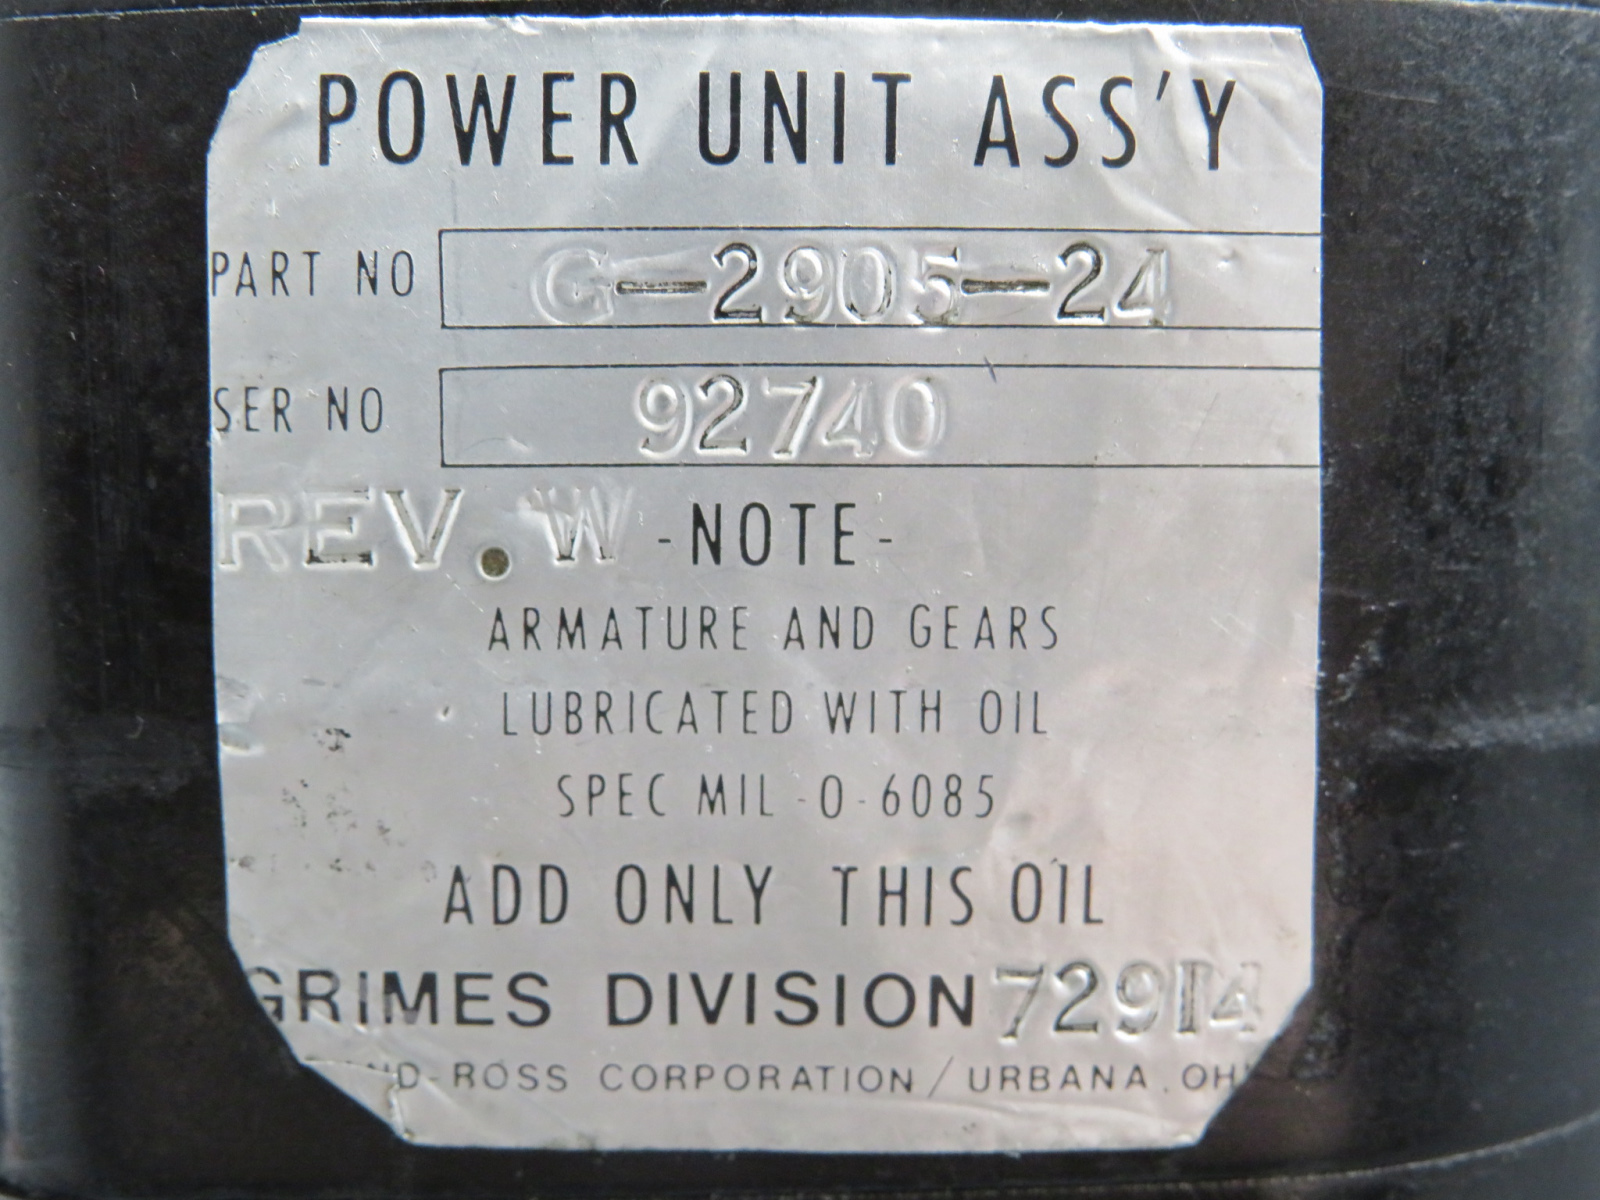 POWER UNIT ASS'Y
PART NO G-2905-24
SER NO 92740
REV. W -NOTE-
ARMATURE AND GEARS
LUBRICATED WITH OIL
SPEC MIL-O-6085
ADD ONLY THIS OIL
GRIMES DIVISION 72914
D-ROSS CORPORATION / URBANA, OH